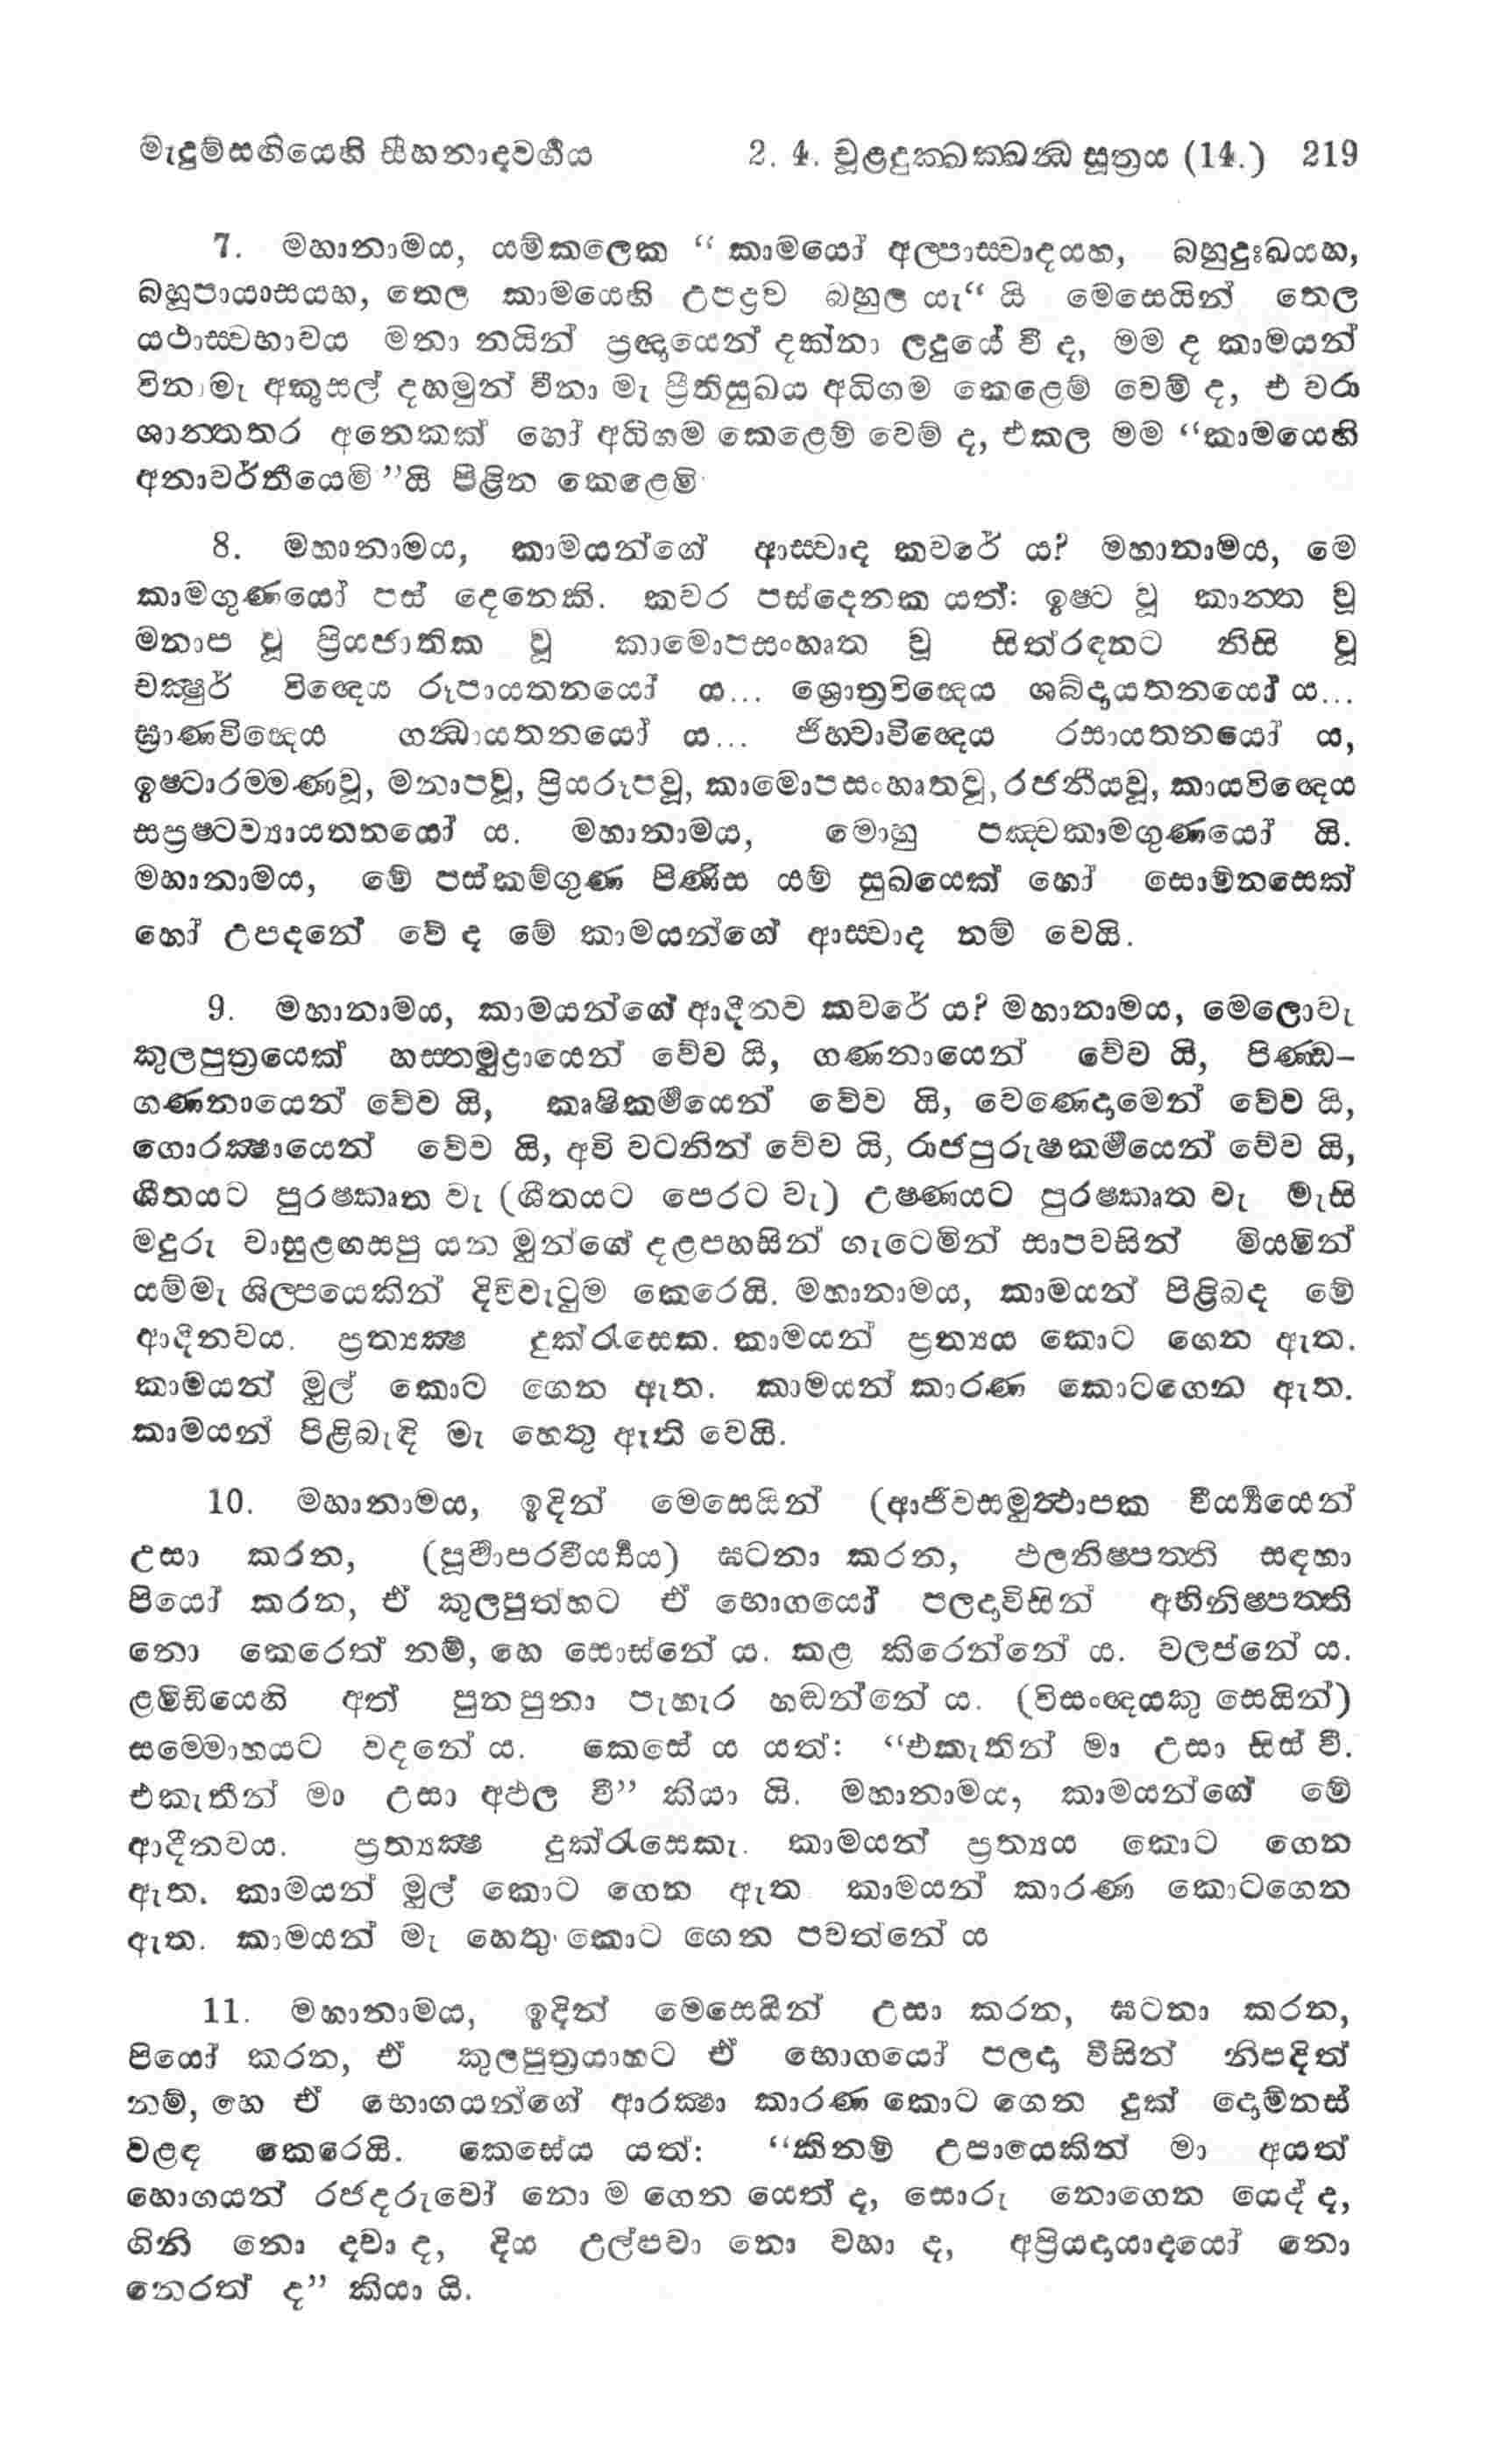 මැදුම්සඟියෙහි සීහනාදවර්‍ගය 2. 4. චූළදුක්ඛක්ඛන්‍ධ සූත්‍රය (14.) 219
7. මහානාමය, යම්කලෙක “ කාමයෝ අල්පාස්වාදයහ, බහුදුඃඛයහ,
බහූපායාසයහ, තෙල කාමයෙහි උපද්‍රව බහුල යැ“ යි මෙසෙයින් තෙල
යථාස්වභාවය මනා නයින් ප්‍රඥායෙන් දක්නා ලදුයේ වී ද, මම ද කාමයන්
විනා මැ අකුසල් දහමුන් විනා මැ ප්‍රීතිසුඛය අධිගම කෙළෙම් වෙම් ද, එ වරා
ශාන්තතර අනෙකක් හෝ අධිගම කෙළෙම් වෙම් ද, එකල මම “කාමයෙහි
අනාවර්තීයෙමි”යි පිළින කෙළෙමි
8. මහානාමය, කාමයන්ගේ ආස්වාද කවරේ ය? මහානාමය, මෙ
කාමගුණයෝ පස් දෙනෙකි. කවර පස්දෙනක යත්: ඉෂ්ට වූ කාන්ත වූ
මනාප වූ ප්‍රියජාතික වූ කාමොපසංහෘත වූ සිත්රඳනට නිසි වූ
චක්‍ෂුර් විඥෙය රූපායතනයෝ ය... ශ්‍රොත්‍රවිඥෙය ශබ්දායතනයෝ ය...
ඝ්‍රාණවිඥෙය ගන්‍ධායතනයෝ ය... ජිහ්වාවිඥෙය රසායතනයෝ ය,
ඉෂ්ටාරම්මණවූ, මනාපවූ, ප්‍රියරූපවූ, කාමොපසංහෘතවූ, රජනීයවූ, කායවිඥෙය
ස්ප්‍රෂ්ටව්‍යායතනයෝ ය. මහානාමය, මොහු පඤ්චකාමගුණයෝ යි.
මහානාමය, මේ පස්කම්ගුණ පිණිස යම් සුඛයෙක් හෝ සොම්නසෙක්
හෝ උපදනේ වේ ද මේ කාමයන්ගේ ආස්වාද නම් වෙයි.
9. මහානාමය, කාමයන්ගේ ආදීනව කවරේ ය? මහානාමය, මෙලොවැ
කුලපුත්‍රයෙක් හස්තමුද්‍රායෙන් වේව යි, ගණනායෙන් වේව යි, පිණ්ඩ–
ගණනායෙන් වේව යි, කෘෂිකර්‍මයෙන් වේව යි, වෙණෙදාමෙන් වේව යි,
ගොරක්‍ෂායෙන් වේව යි, අවි වටනින් වේව යි, රාජපුරුෂකර්‍මයෙන් වේව යි,
ශීතයට පුරස්කෘත වැ (ශීතයට පෙරට වැ) උෂ්ණයට පුරස්කෘත වැ මැසි
මදුරු වාසුළඟසපු යන මුන්ගේ දළපහසින් ගැටෙමින් සාපවසින් මියමින්
යම්මැ ශිල්පයෙකින් දිවිවැටුම කෙරෙයි. මහානාමය, කාමයන් පිළිබද මේ
ආදීනවය. ප්‍රත්‍යක්‍ෂ දුක්රැසෙක. කාමයන් ප්‍රත්‍යය කොට ගෙන ඇත.
කාමයන් මුල් කොට ගෙන ඇත. කාමයන් කාරණ කොටගෙන ඇත.
කාමයන් පිළිබැඳි මැ හෙතු ඇති වෙයි.
10. මහානාමය, ඉදින් මෙසෙයින් (ආජීවසමුත්‍ථාපක වීර්‍ය්‍යයෙන්
උසා කරන, (පූර්‍වාපරවීර්‍ය්‍යය) ඝටනා කරන, ඵලනිෂ්පත්ති සඳහා
පියෝ කරන, ඒ කුලපුත්හට ඒ භොගයෝ පලදාවිසින් අභිනිෂ්පත්ති
නො කෙරෙත් නම්, හෙ සොස්නේ ය. කළ කිරෙන්නේ ය. වලප්නේ ය.
ළමිඩියෙහි අත් පුනපුනා පැහැර හඬන්නේ ය. (විසංඥයකු සෙයින්)
සම්මොහයට වදනේ ය. කෙසේ ය යත්: “එකැතින් මා උසා සිස් වී.
එකැතීන් මා උසා අඵල වී” කියා යි. මහානාමය, කාමයන්ගේ මේ
ආදීනවය. ප්‍රත්‍යක්‍ෂ දුක්රැසෙකැ. කාමයන් ප්‍රත්‍යය කොට ගෙන
ඇත. කාමයන් මුල් කොට ගෙන ඇත කාමයන් කාරණ කොටගෙන
ඇත. කාමයන් මැ හෙතු කොට ගෙන පවත්නේ ය
11. මහානාමය, ඉදින් මෙසෙයින් උසා කරන, ඝටනා කරන,
පියෝ කරන, ඒ කුලපුත්‍රයාහට ඒ භොගයෝ පලදා විසින් නිපදිත්
නම්, හෙ ඒ භොගයන්ගේ ආරක්‍ෂා කාරණ කොට ගෙන දුක් දොම්නස්
වළඳ කෙරෙයි. කෙසේය යත්: “කිනම් උපායෙකින් මා අයත්
භොගයන් රජදරුවෝ නො ම ගෙන යෙත් ද, සොරු නොගෙන යෙද් ද,
ගිනි නො දවා ද, දිය උල්පවා නො වහා ද, අප්‍රියදායාදයෝ නො
නෙරත් ද” කියා යි.